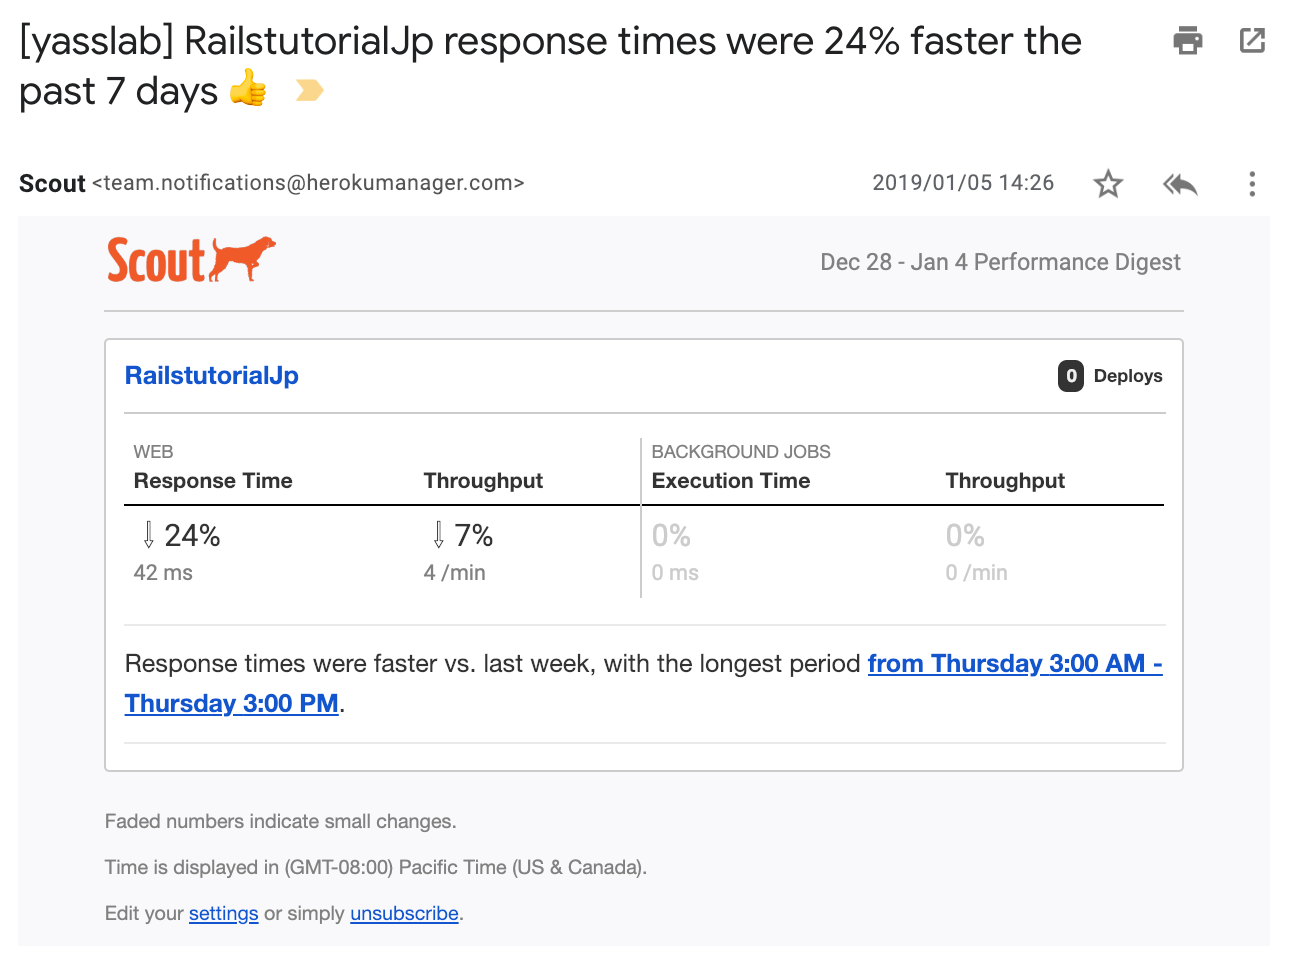 [yasslab] RailstutorialJp response times were 24% faster the
past 7 days 👍
Scout <team.notifications@herokumanager.com>
2019/01/05 14:26
Scout
Dec 28 - Jan 4 Performance Digest
RailstutorialJp
0 Deploys
WEB
BACKGROUND JOBS
Response Time
Throughput
Execution Time
Throughput
⇩ 24%
⇩ 7%
0%
0%
42 ms
4 /min
0 ms
0 /min
Response times were faster vs. last week, with the longest period from Thursday 3:00 AM -
Thursday 3:00 PM.
Faded numbers indicate small changes.
Time is displayed in (GMT-08:00) Pacific Time (US & Canada).
Edit your settings or simply unsubscribe.